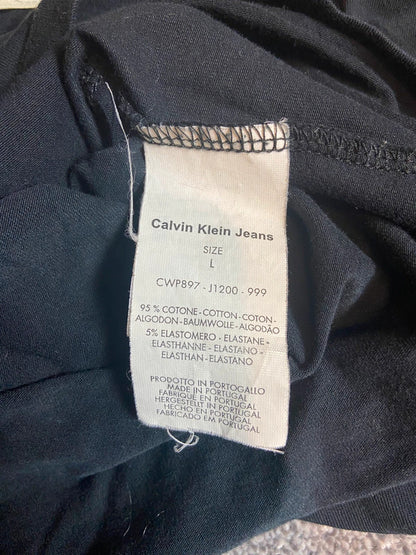 Calvin Klein Jeans
SIZE
L
CWP897 - J1200 - 999
95 % COTONE - COTTON - COTON -
ALGODON - BAUMWOLLE - ALGODÃO
5% ELASTOMERO - ELASTANE -
ELASTHANNE - ELASTANO -
ELASTHAN - ELASTANO
PRODOTTO IN PORTOGALLO
MADE IN PORTUGAL
FABRIQUE EN PORTUGAL
HERGESTELLT IN PORTUGAL
HECHO EN PORTUGAL
FABRICADO EM PORTUGAL